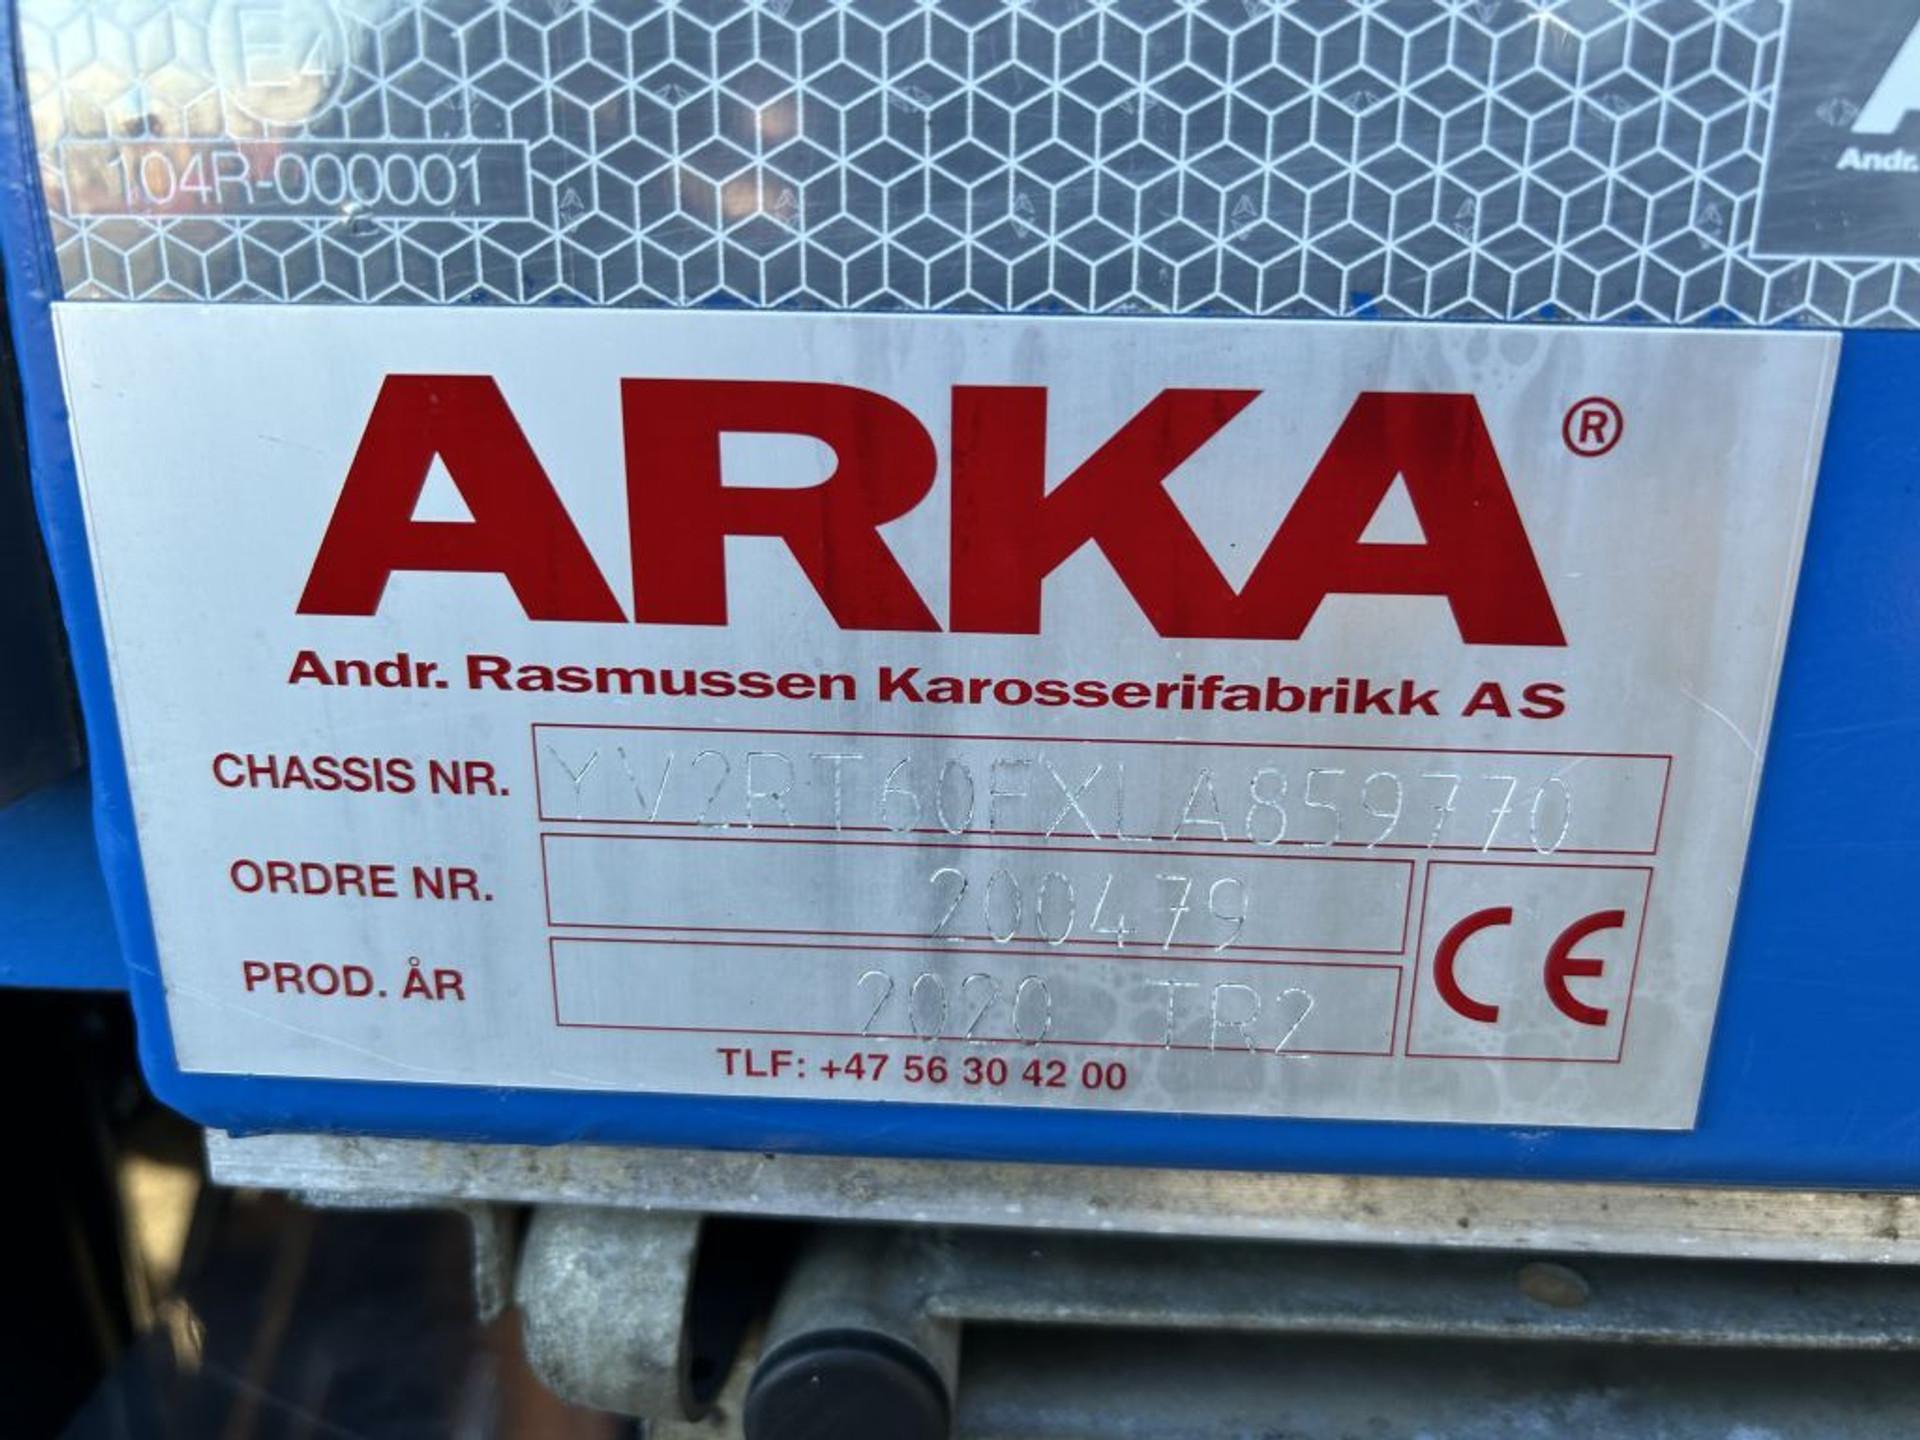 E4
104R-000001
Andr.
ARKA®
Andr. Rasmussen Karosserifabrikk AS
CHASSIS NR. YV2RT60FXLA859770
ORDRE NR. 200479
PROD. ÅR 2020 TR2
CE
TLF: +47 56 30 42 00